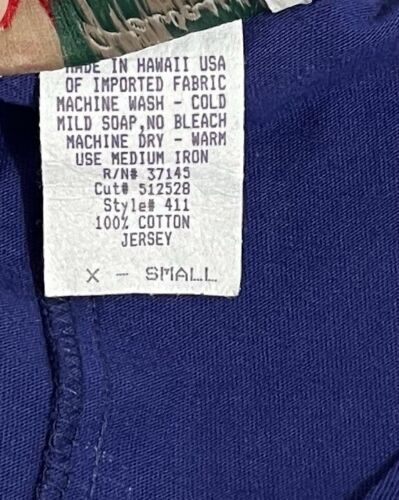 MADE IN HAWAII USA
OF IMPORTED FABRIC
MACHINE WASH - COLD
MILD SOAP, NO BLEACH
MACHINE DRY - WARM
USE MEDIUM IRON
R/N# 37145
Cut# 512528
Style# 411
100% COTTON
JERSEY
X - SMALL